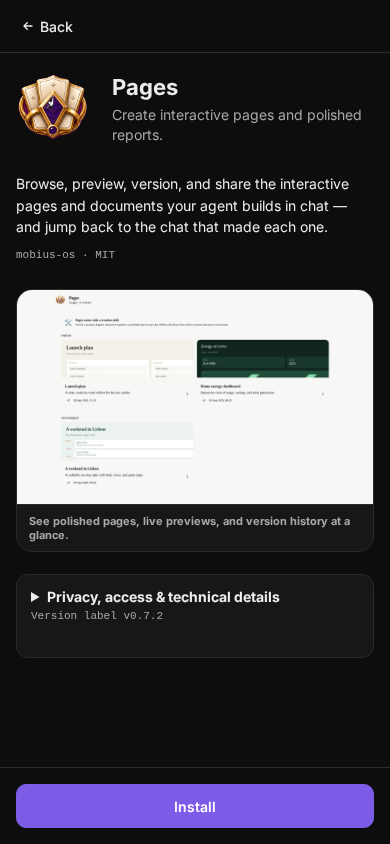 ← Back
Pages
Create interactive pages and polished
reports.
Browse, preview, version, and share the interactive
pages and documents your agent builds in chat —
and jump back to the chat that made each one.
mobius-os · MIT
Pages
Launch plan
Energy at home
Launch plan
Home energy dashboard
A weekend in Lisbon
A weekend in Lisbon
See polished pages, live previews, and version history at a
glance.
▶ Privacy, access & technical details
Version label v0.7.2
Install